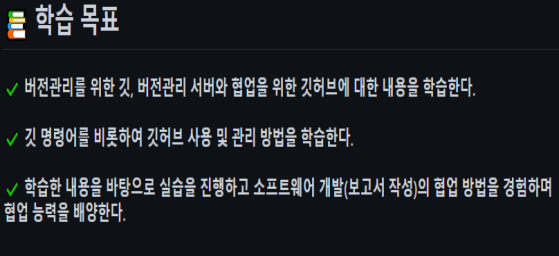 📚 학습 목표
✓ 버전관리를 위한 깃, 버전관리 서버와 협업을 위한 깃허브에 대한 내용을 학습한다.
✓ 깃 명령어를 비롯하여 깃허브 사용 및 관리 방법을 학습한다.
✓ 학습한 내용을 바탕으로 실습을 진행하고 소프트웨어 개발(보고서 작성)의 협업 방법을 경험하며
협업 능력을 배양한다.